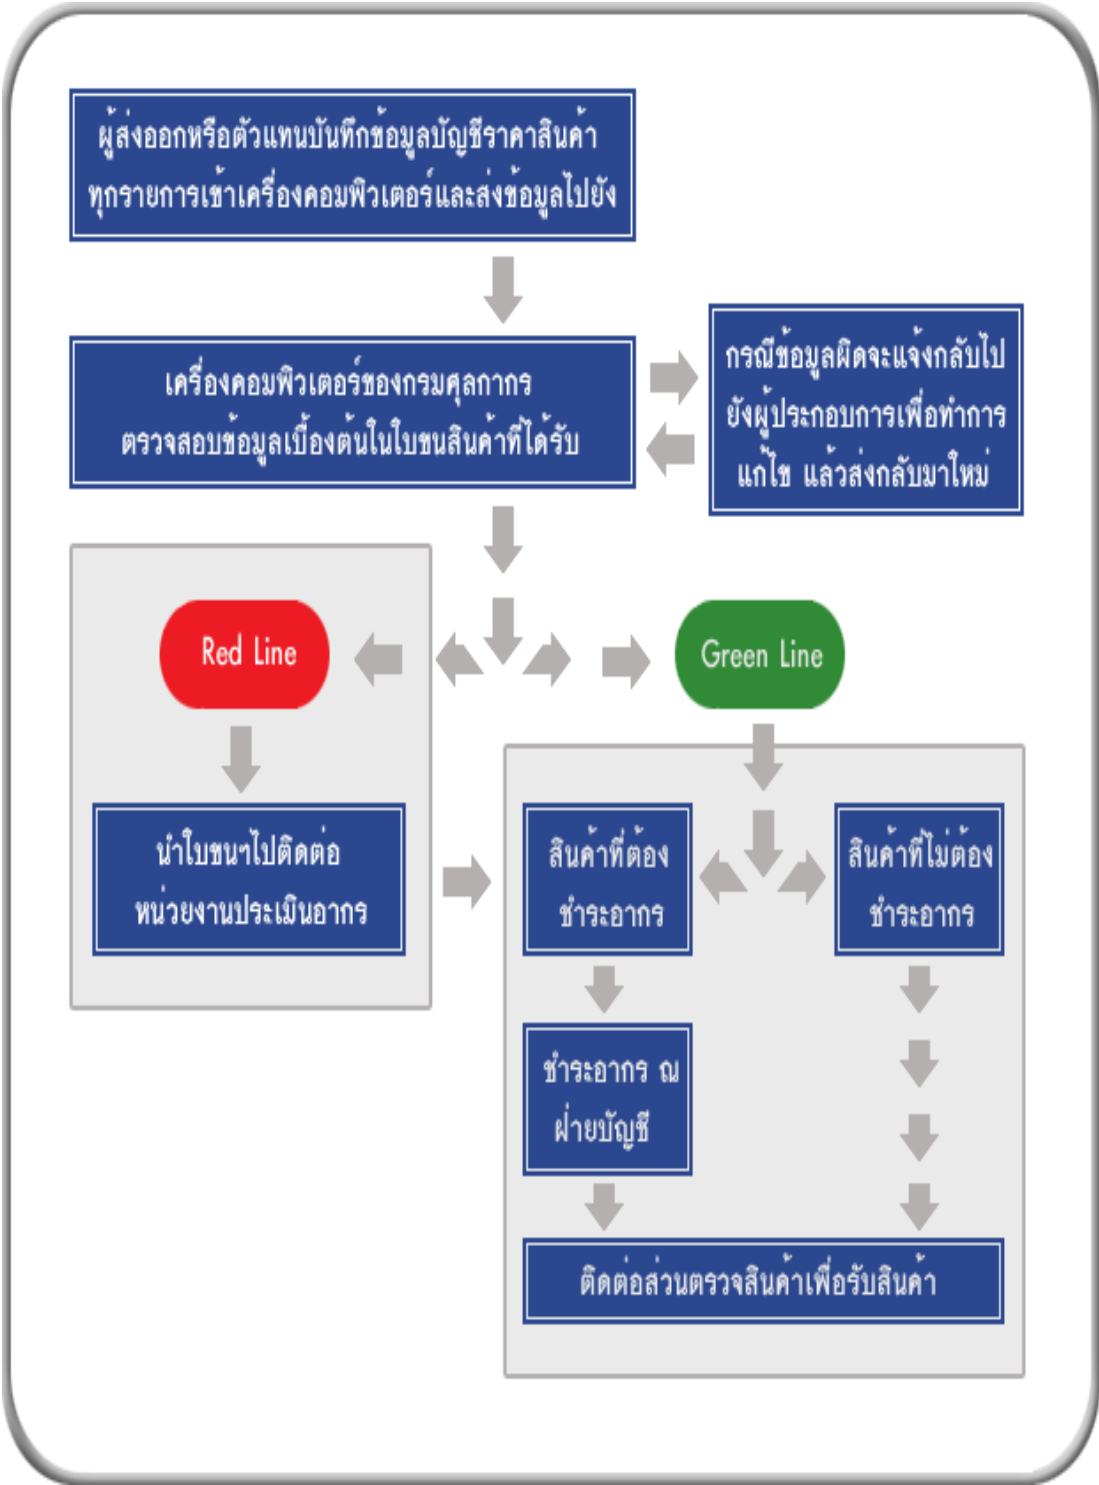 ผู้ส่งออกหรือตัวแทนบันทึกข้อมูลบัญชีราคาสินค้า
ทุกรายการเข้าเครื่องคอมพิวเตอร์และส่งข้อมูลไปยัง
เครื่องคอมพิวเตอร์ของกรมศุลกากร
ตรวจสอบข้อมูลเบื้องต้นในใบขนสินค้าที่ได้รับ
กรณีข้อมูลผิดจะแจ้งกลับไป
ยังผู้ประกอบการเพื่อทำการ
แก้ไข แล้วส่งกลับมาใหม่
Red Line
Green Line
นำใบขนฯไปติดต่อ
หน่วยงานประเมินอากร
สินค้าที่ต้อง
ชำระอากร
สินค้าที่ไม่ต้อง
ชำระอากร
ชำระอากร ณ
ฝ่ายบัญชี
ติดต่อส่วนตรวจสินค้าเพื่อรับสินค้า